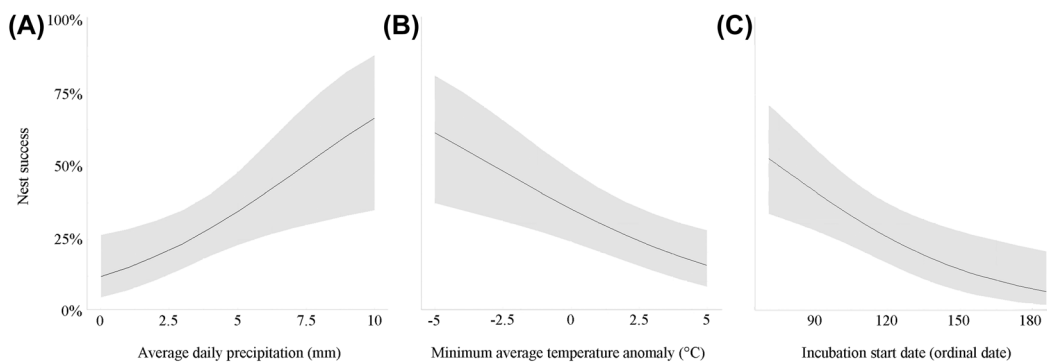 (A)
(B)
(C)
100%
75%
50%
25%
0%
Nest success
0 2.5 5 7.5 10
-5 -2.5 0 2.5 5
90 120 150 180
Average daily precipitation (mm)
Minimum average temperature anomaly (°C)
Incubation start date (ordinal date)